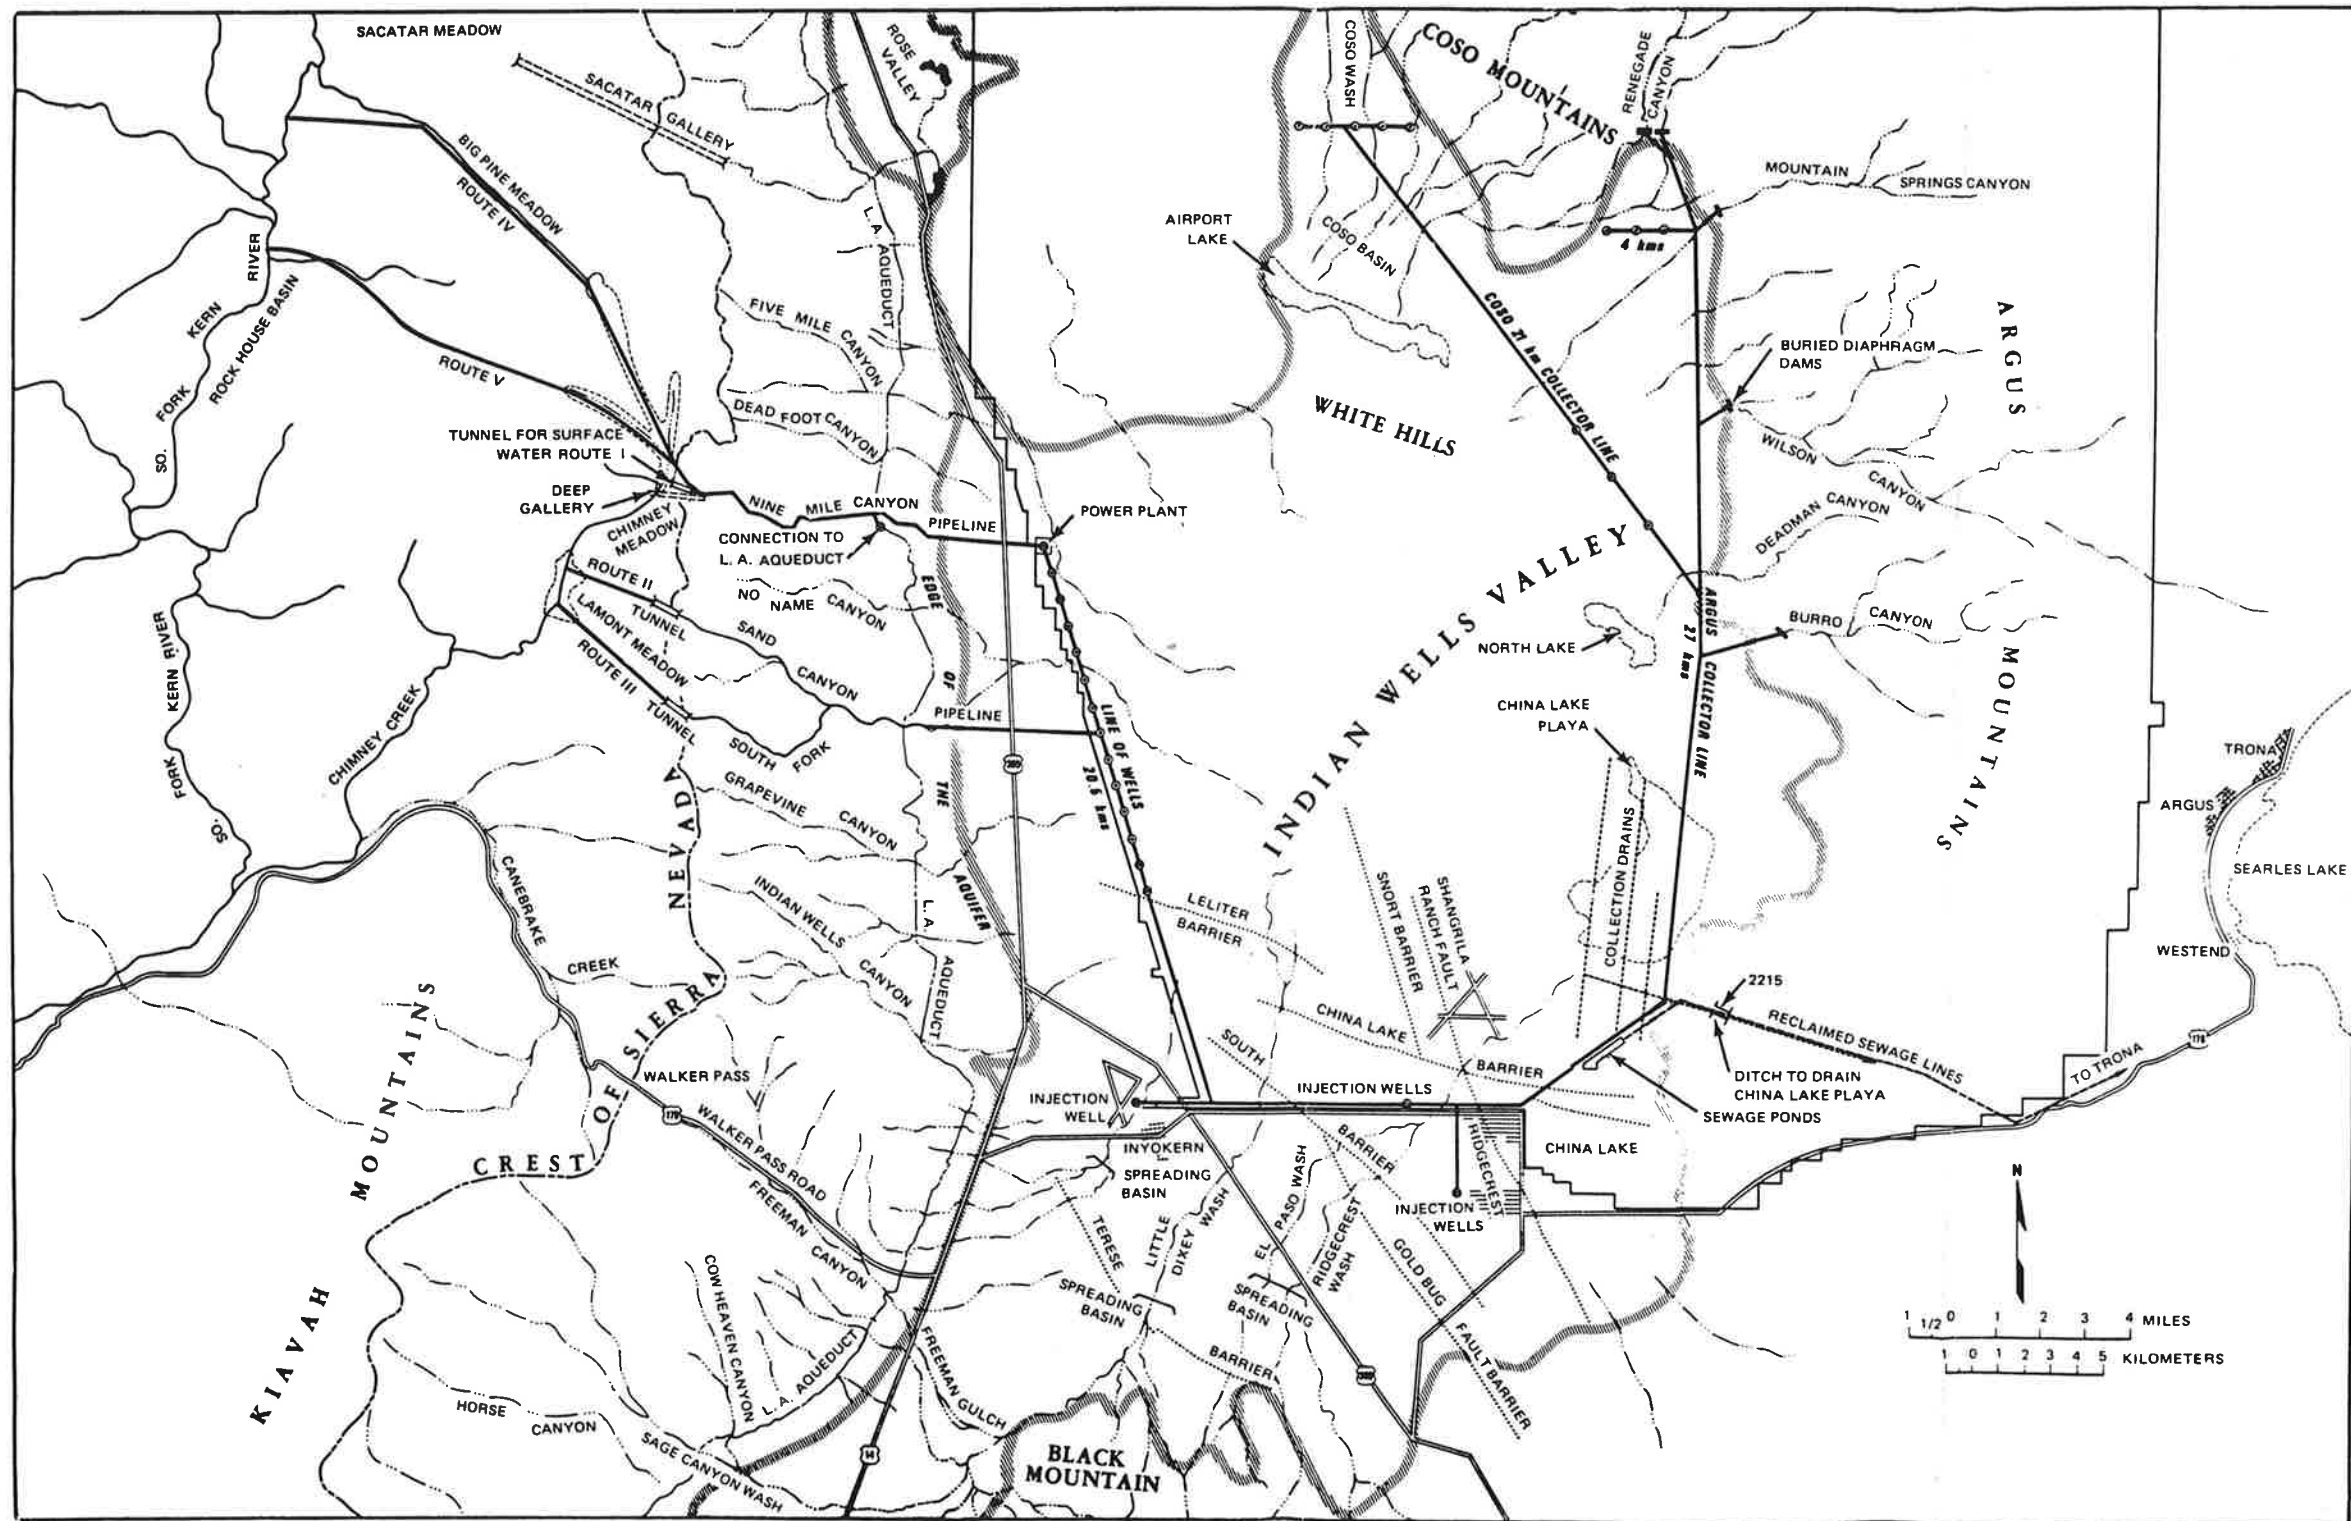 SACATAR MEADOW
SACATAR GALLERY
ROSE
VALLEY
COSO WASH
COSO MOUNTAINS
RENEGADE
CANYON
MOUNTAIN SPRINGS CANYON
BIG PINE MEADOW
ROUTE IV
L. A. AQUEDUCT
AIRPORT
LAKE
COSO BASIN
4 kms
SO. FORK KERN RIVER
ROCK HOUSE BASIN
ROUTE V
FIVE MILE CANYON
COSO 21 km COLLECTOR LINE
ARGUS MOUNTAINS
BURIED DIAPHRAGM
DAMS
DEAD FOOT CANYON
WHITE HILLS
WILSON CANYON
TUNNEL FOR SURFACE
WATER ROUTE I
DEEP
GALLERY
NINE MILE CANYON PIPELINE
POWER PLANT
DEADMAN CANYON
CHIMNEY
MEADOW
CONNECTION TO
L. A. AQUEDUCT
INDIAN WELLS VALLEY
ROUTE II
TUNNEL
NO NAME CANYON
EDGE OF THE AQUIFER
LAMONT MEADOW
SAND CANYON
ARGUS COLLECTOR LINE
27 kms
BURRO CANYON
NORTH LAKE
ROUTE III
TUNNEL
SO. FORK KERN RIVER
CHIMNEY CREEK
PIPELINE
LINE OF WELLS
20.6 kms
CHINA LAKE
PLAYA
SOUTH FORK
395
TRONA
GRAPEVINE CANYON
ARGUS
COLLECTION DRAINS
SEARLES LAKE
CANEBRAKE CREEK
INDIAN WELLS CANYON
L. A. AQUEDUCT
LELITER
BARRIER
SNORT BARRIER
SHANGRILA
RANCH FAULT
WESTEND
CREST OF SIERRA NEVADA
2215
CHINA LAKE BARRIER
RECLAIMED SEWAGE LINES
178
SOUTH BARRIER
TO TRONA
KIAVAH MOUNTAINS
WALKER PASS
178
WALKER PASS ROAD
INJECTION
WELL
INJECTION WELLS
DITCH TO DRAIN
CHINA LAKE PLAYA
SEWAGE PONDS
INYOKERN
RIDGECREST
CHINA LAKE
SPREADING
BASIN
N
FREEMAN CANYON
TERESE BARRIER
LITTLE
DIXEY WASH
EL PASO WASH
RIDGECREST
WASH
INJECTION
WELLS
COW HEAVEN CANYON
SPREADING
BASIN
SPREADING
BASIN
GOLD BUG FAULT BARRIER
1 1/2 0 1 2 3 4 MILES
1 0 1 2 3 4 5 KILOMETERS
L. A. AQUEDUCT
FREEMAN GULCH
395
HORSE CANYON
SAGE CANYON WASH
14
BLACK
MOUNTAIN